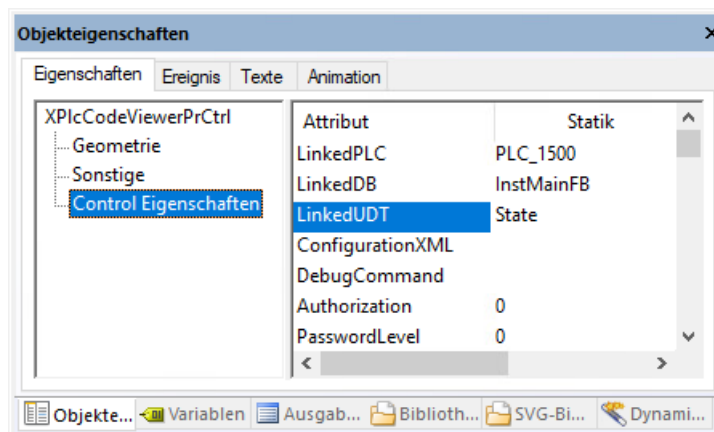 Objekteigenschaften
Eigenschaften Ereignis Texte Animation
XPlcCodeViewerPrCtrl
Geometrie
Sonstige
Control Eigenschaften
Attribut Statik
LinkedPLC PLC_1500
LinkedDB InstMainFB
LinkedUDT State
ConfigurationXML
DebugCommand
Authorization 0
PasswordLevel 0
Objekte... Variablen Ausgab... Biblioth... SVG-Bi... Dynami...